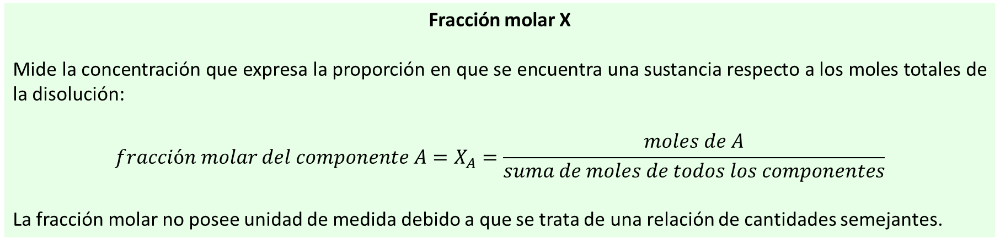 Fracción molar X
Mide la concentración que expresa la proporción en que se encuentra una sustancia respecto a los moles totales de
la disolución:
fracción molar del componente A = X_A = moles de A / suma de moles de todos los componentes
La fracción molar no posee unidad de medida debido a que se trata de una relación de cantidades semejantes.